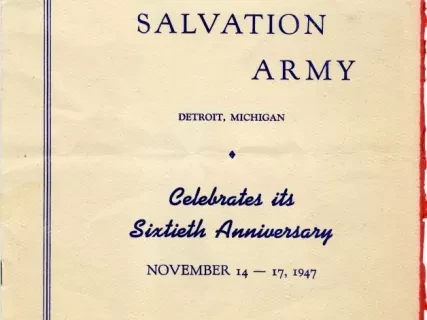 SALVATION
ARMY
DETROIT, MICHIGAN
Celebrates its
Sixtieth Anniversary
NOVEMBER 14 — 17, 1947